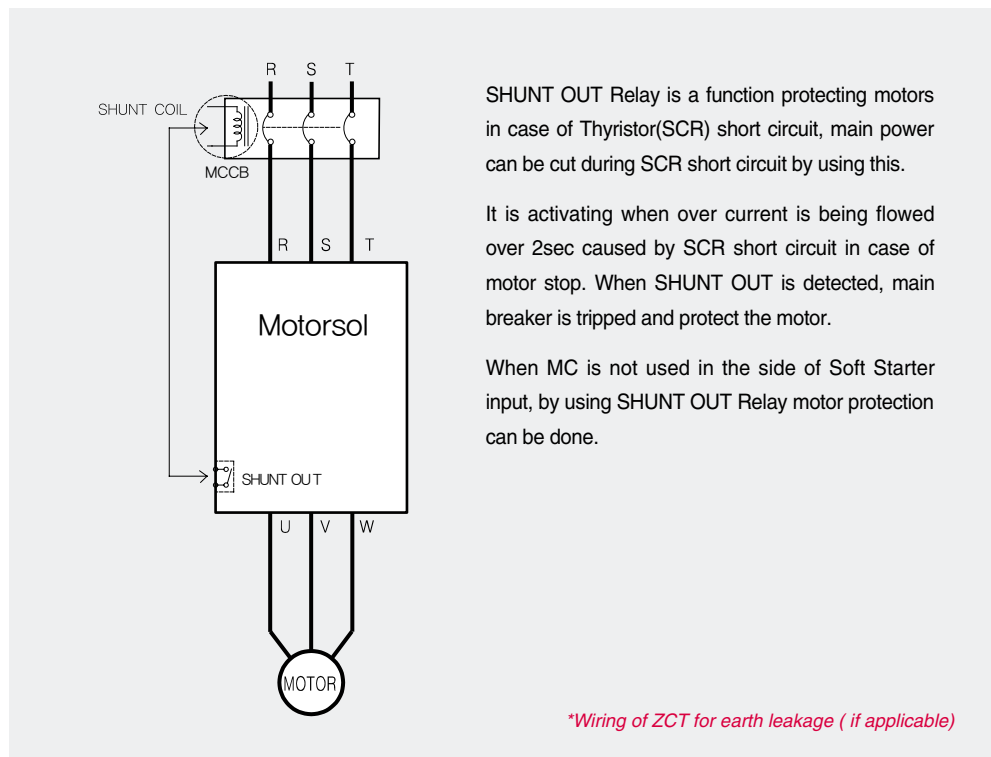 R S T
SHUNT COIL
MCCB
R S T
Motorsol
SHUNT OUT
U V W
MOTOR
SHUNT OUT Relay is a function protecting motors
in case of Thyristor(SCR) short circuit, main power
can be cut during SCR short circuit by using this.
It is activating when over current is being flowed
over 2sec caused by SCR short circuit in case of
motor stop. When SHUNT OUT is detected, main
breaker is tripped and protect the motor.
When MC is not used in the side of Soft Starter
input, by using SHUNT OUT Relay motor protection
can be done.
*Wiring of ZCT for earth leakage ( if applicable)